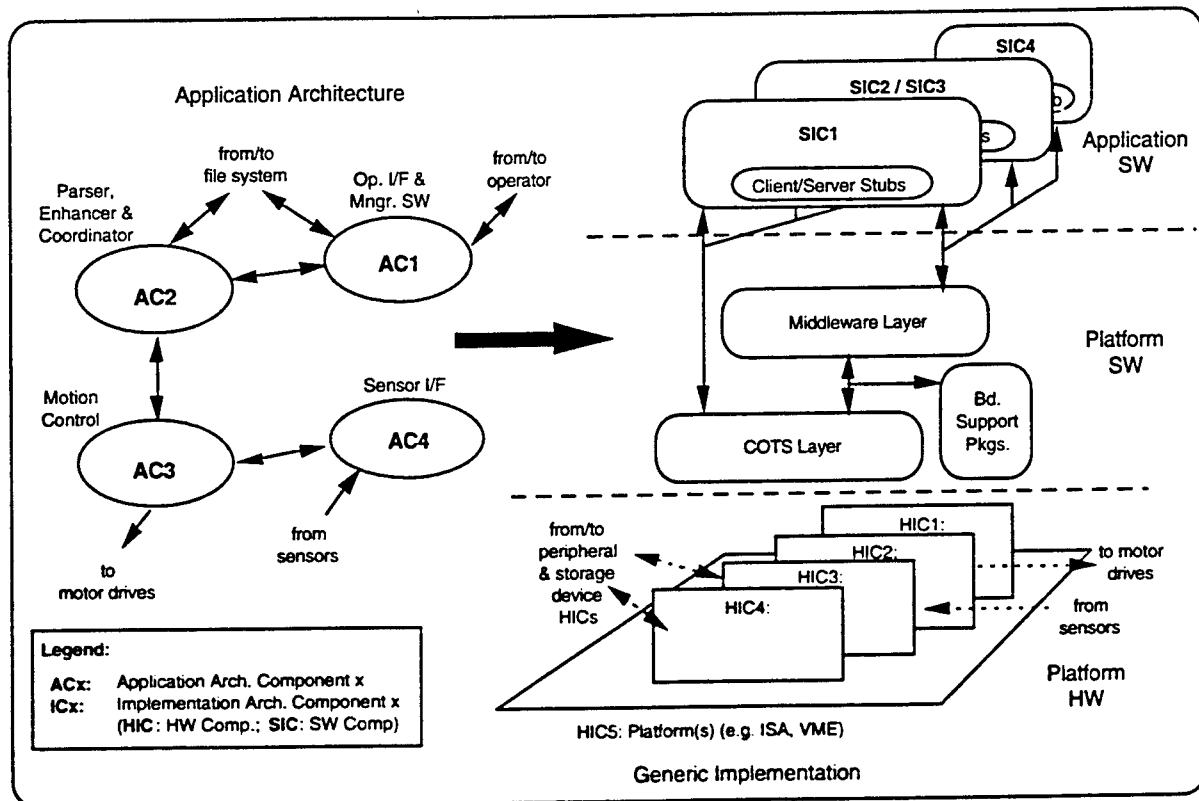 Application Architecture
from/to
file system
Parser,
Enhancer &
Coordinator
Op. I/F &
Mngr. SW
from/to
operator
AC1
AC2
Motion
Control
Sensor I/F
AC3
AC4
from
sensors
to
motor drives
Legend:
ACx: Application Arch. Component x
ICx: Implementation Arch. Component x
(HIC: HW Comp.; SIC: SW Comp)
SIC4
SIC2 / SIC3
SIC1
b
s
Client/Server Stubs
Application
SW
Middleware Layer
Platform
SW
Bd.
Support
Pkgs.
COTS Layer
from/to
peripheral
& storage
device
HICs
HIC1:
HIC2:
HIC3:
HIC4:
to motor
drives
from
sensors
Platform
HW
HIC5: Platform(s) (e.g. ISA, VME)
Generic Implementation